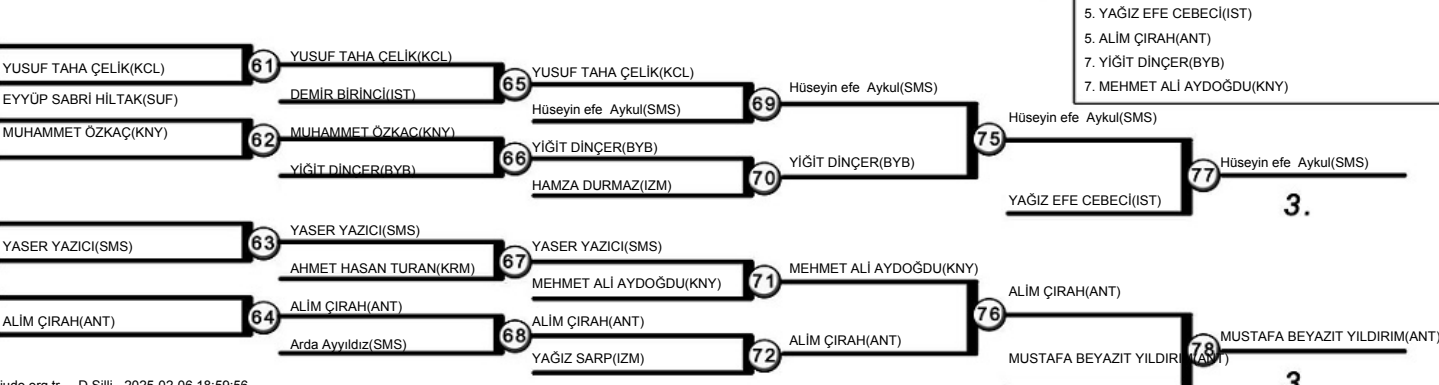 5. YAĞIZ EFE CEBECİ(IST)
5. ALİM ÇIRAH(ANT)
7. YİĞİT DİNÇER(BYB)
7. MEHMET ALİ AYDOĞDU(KNY)
YUSUF TAHA ÇELİK(KCL)
EYYÜP SABRİ HİLTAK(SUF)
MUHAMMET ÖZKAÇ(KNY)
YASER YAZICI(SMS)
ALİM ÇIRAH(ANT)
61
62
63
64
YUSUF TAHA ÇELİK(KCL)
DEMİR BİRİNCİ(IST)
MUHAMMET ÖZKAÇ(KNY)
YİĞİT DİNÇER(BYB)
YASER YAZICI(SMS)
AHMET HASAN TURAN(KRM)
ALİM ÇIRAH(ANT)
Arda Ayyıldız(SMS)
65
66
67
68
YUSUF TAHA ÇELİK(KCL)
Hüseyin efe Aykul(SMS)
YİĞİT DİNÇER(BYB)
HAMZA DURMAZ(IZM)
YASER YAZICI(SMS)
MEHMET ALİ AYDOĞDU(KNY)
ALİM ÇIRAH(ANT)
YAĞIZ SARP(IZM)
69
70
71
72
Hüseyin efe Aykul(SMS)
YİĞİT DİNÇER(BYB)
MEHMET ALİ AYDOĞDU(KNY)
ALİM ÇIRAH(ANT)
75
76
Hüseyin efe Aykul(SMS)
YAĞIZ EFE CEBECİ(IST)
ALİM ÇIRAH(ANT)
MUSTAFA BEYAZIT YILDIRIM(ANT)
77
78
Hüseyin efe Aykul(SMS)
3.
MUSTAFA BEYAZIT YILDIRIM(ANT)
3